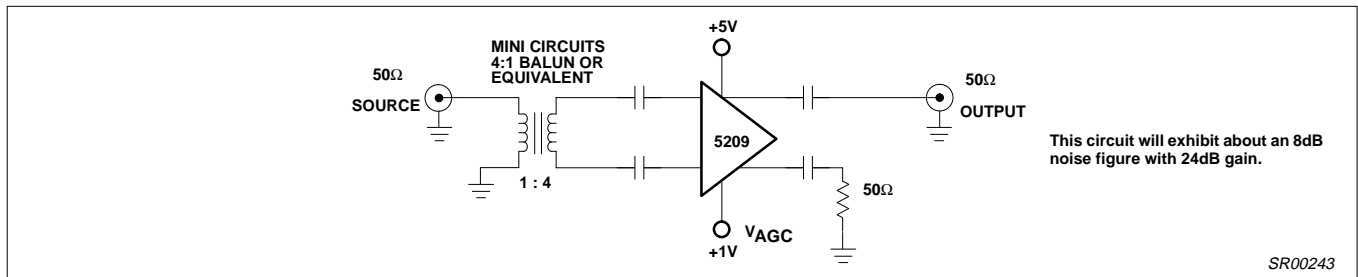 +5V
MINI CIRCUITS
4:1 BALUN OR
EQUIVALENT
50Ω
SOURCE
50Ω
OUTPUT
5209
This circuit will exhibit about an 8dB
noise figure with 24dB gain.
1 : 4
50Ω
VAGC
+1V
SR00243